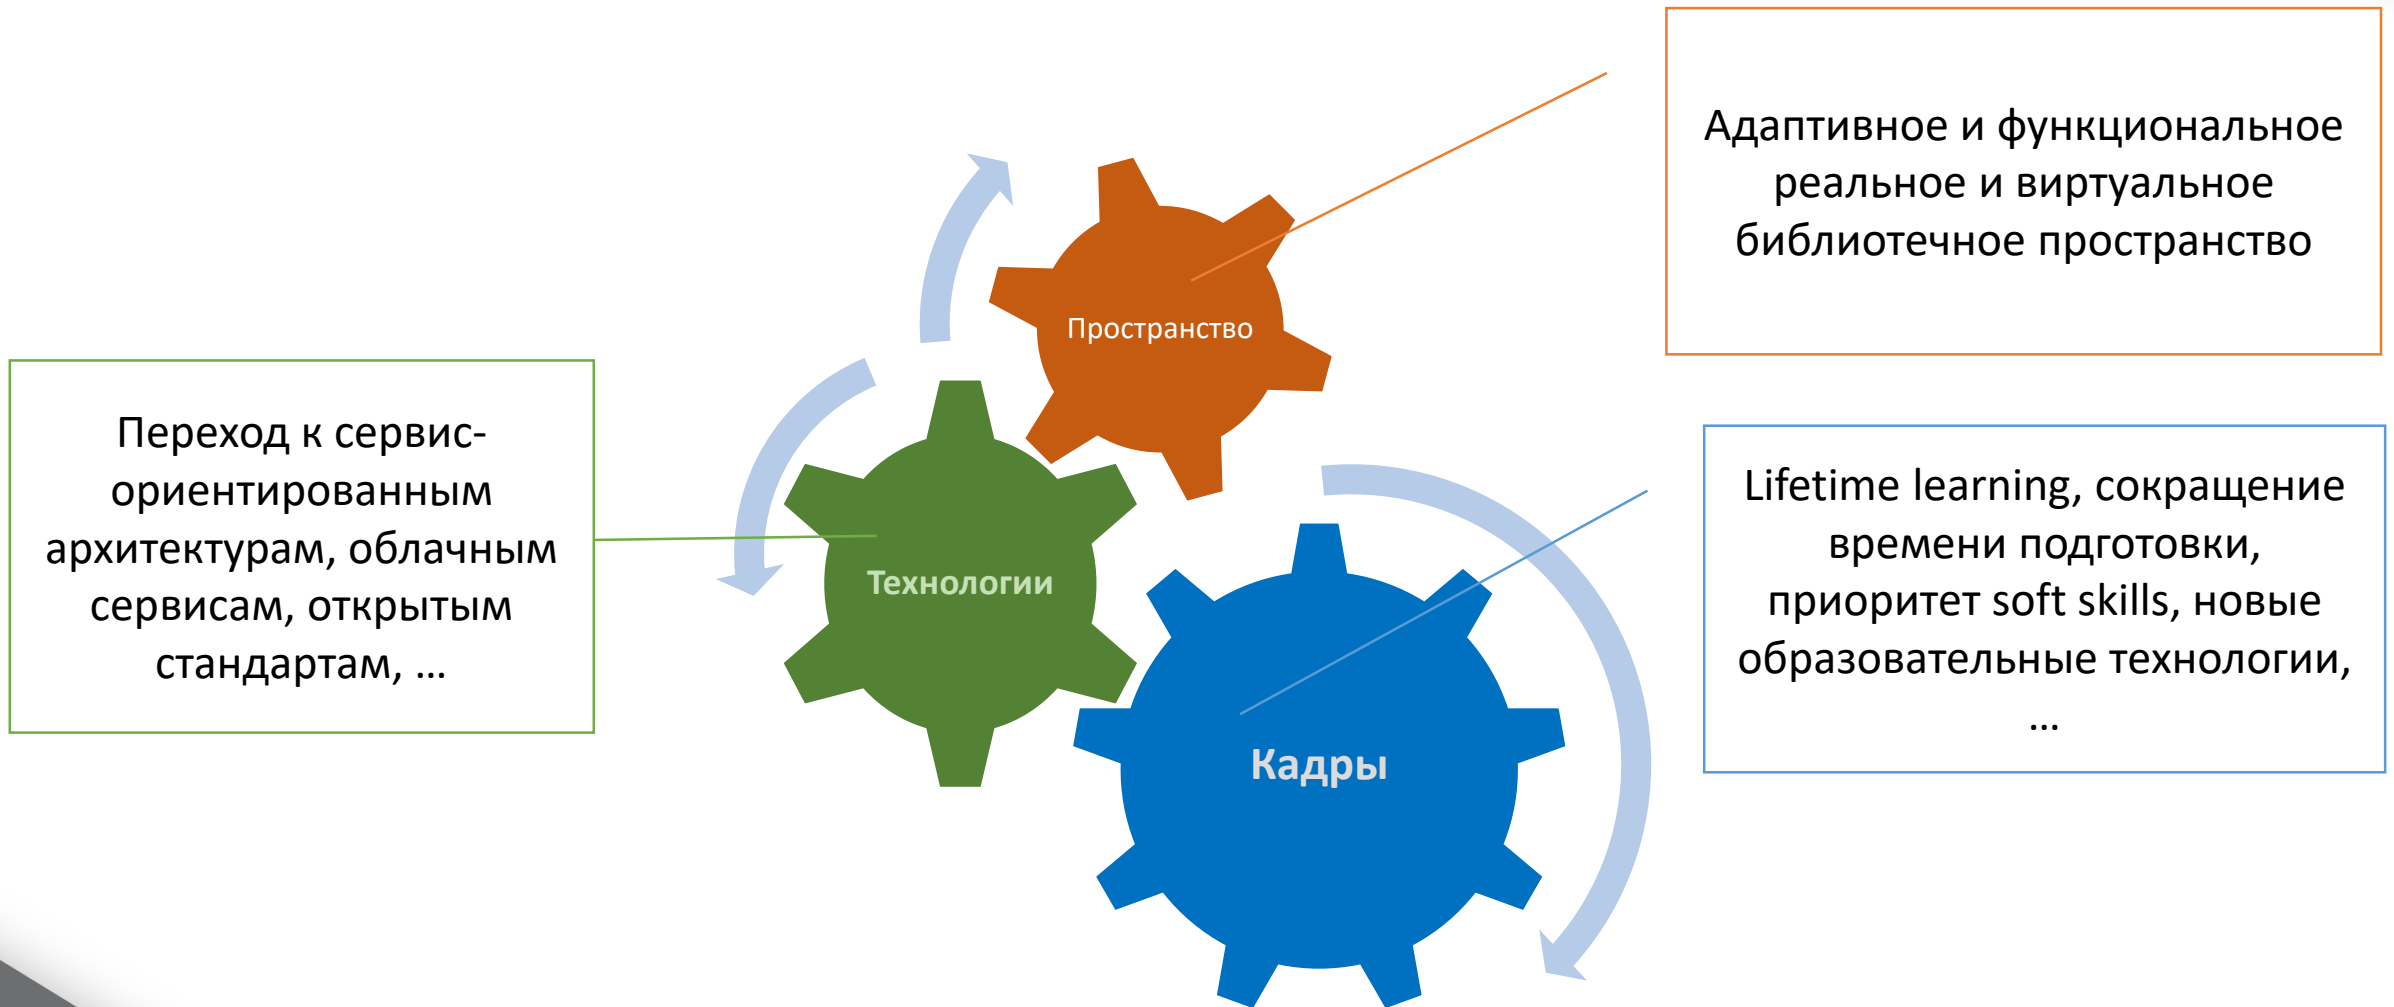 Адаптивное и функциональное
реальное и виртуальное
библиотечное пространство
Пространство
Переход к сервис-
ориентированным
архитектурам, облачным
сервисам, открытым
стандартам, ...
Технологии
Lifetime learning, сокращение
времени подготовки,
приоритет soft skills, новые
образовательные технологии,
...
Кадры